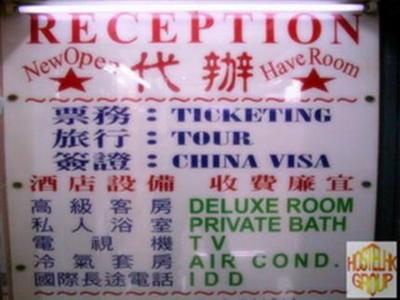 RECEPTION
New Open 代辦 Have Room
票務：TICKETING
旅行：TOUR
簽證：CHINA VISA
酒店設備 收費廉宜
高級客房 DELUXE ROOM
私人浴室 PRIVATE BATH
電視機 TV
冷氣套房 AIR COND.
國際長途電話 IDD
HOSTELHK
GROUP